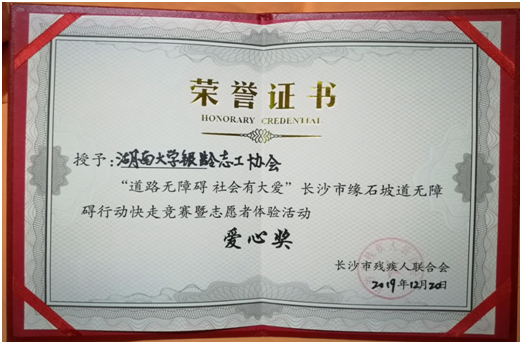 荣誉证书
HONORARY CREDENTIAL
授予：湖南大学银龄志工协会
“道路无障碍 社会有大爱”长沙市缘石坡道无障
碍行动快走竞赛暨志愿者体验活动
爱心奖
长沙市残疾人联合会
2019年12月20日